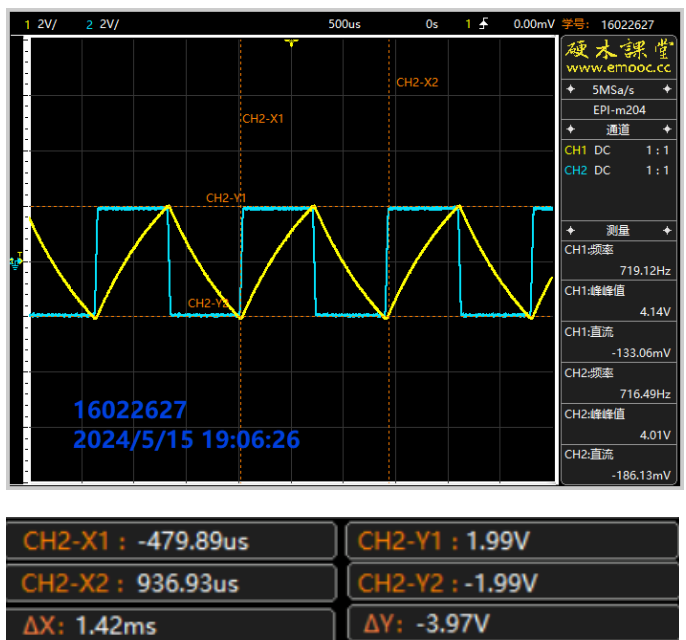 1 2V/ 2 2V/ 500us 0s 1 0.00mV 学号: 16022627
硬木課堂
www.emooc.cc
5MSa/s
EPI-m204
通道
CH1 DC 1 : 1
CH2 DC 1 : 1
测量
CH1:频率
719.12Hz
CH1:峰峰值
4.14V
CH1:直流
-133.06mV
CH2:频率
716.49Hz
CH2:峰峰值
4.01V
CH2:直流
-186.13mV
CH2-X2
CH2-X1
CH2-Y1
CH2-Y2
16022627
2024/5/15 19:06:26
CH2-X1 : -479.89us
CH2-Y1 : 1.99V
CH2-X2 : 936.93us
CH2-Y2 : -1.99V
ΔX: 1.42ms
ΔY: -3.97V